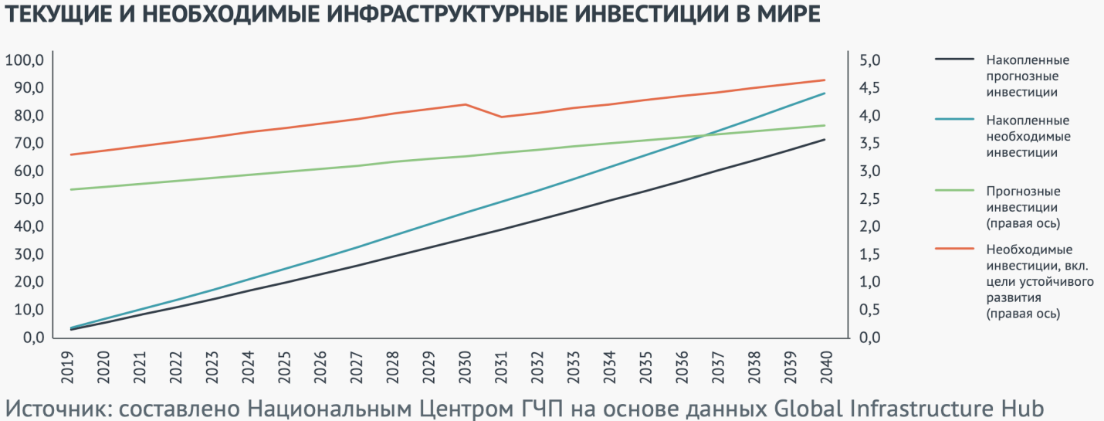 ТЕКУЩИЕ И НЕОБХОДИМЫЕ ИНФРАСТРУКТУРНЫЕ ИНВЕСТИЦИИ В МИРЕ
100,0
90,0
80,0
70,0
60,0
50,0
40,0
30,0
20,0
10,0
0,0
5,0
4,5
4,0
3,5
3,0
2,5
2,0
1,5
1,0
0,5
0,0
2019
2020
2021
2022
2023
2024
2025
2026
2027
2028
2029
2030
2031
2032
2033
2034
2035
2036
2037
2038
2039
2040
Накопленные
прогнозные
инвестиции
Накопленные
необходимые
инвестиции
Прогнозные
инвестиции
(правая ось)
Необходимые
инвестиции, вкл.
цели устойчивого
развития
(правая ось)
Источник: составлено Национальным Центром ГЧП на основе данных Global Infrastructure Hub